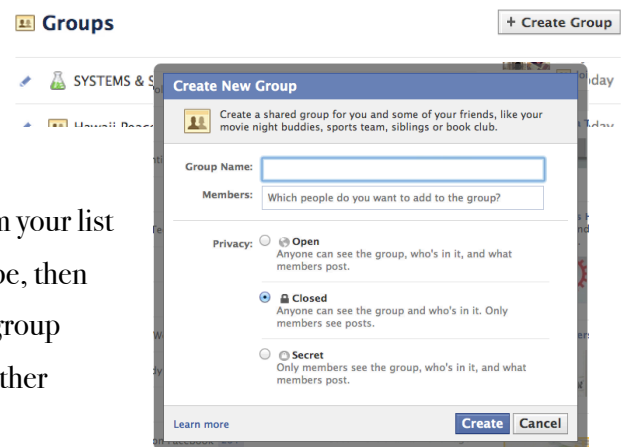 Groups
+ Create Group
SYSTEMS & S
day
Create New Group
Create a shared group for you and some of your friends, like your
movie night buddies, sports team, siblings or book club.
Group Name:
Members: Which people do you want to add to the group?
m your list
be, then
group
ther
Privacy: Open
Anyone can see the group, who's in it, and what
members post.
Closed
Anyone can see the group and who's in it. Only
members see posts.
Secret
Only members see the group, who's in it, and what
members post.
Learn more
Create Cancel